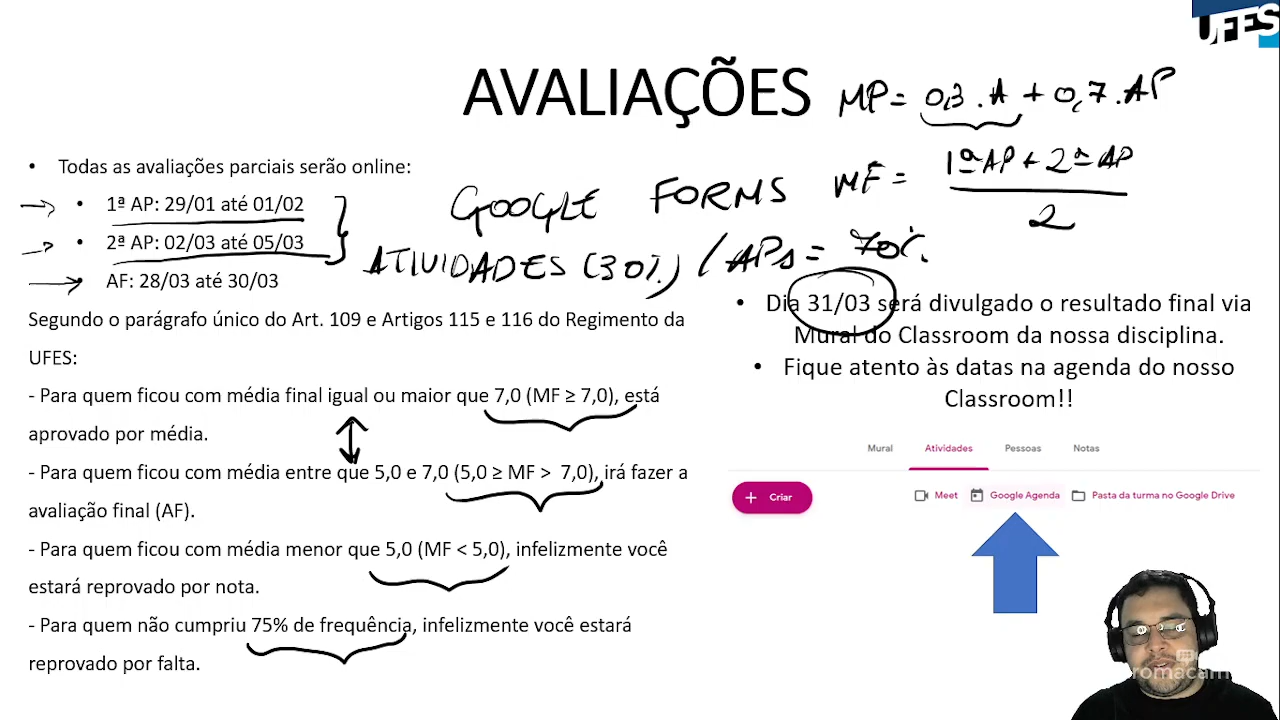 UFES
AVALIAÇÕES
MP = 0,3 . A + 0,7 . AP
MF = 1ª AP + 2ª AP
2
• Todas as avaliações parciais serão online:
• 1ª AP: 29/01 até 01/02
• 2ª AP: 02/03 até 05/03
AF: 28/03 até 30/03
GOOGLE FORMS
ATIVIDADES (30%) / APs = 70%
Segundo o parágrafo único do Art. 109 e Artigos 115 e 116 do Regimento da
UFES:
- Para quem ficou com média final igual ou maior que 7,0 (MF ≥ 7,0), está
aprovado por média.
- Para quem ficou com média entre que 5,0 e 7,0 (5,0 ≥ MF > 7,0), irá fazer a
avaliação final (AF).
- Para quem ficou com média menor que 5,0 (MF < 5,0), infelizmente você
estará reprovado por nota.
- Para quem não cumpriu 75% de frequência, infelizmente você estará
reprovado por falta.
• Dia 31/03 será divulgado o resultado final via
Mural do Classroom da nossa disciplina.
• Fique atento às datas na agenda do nosso
Classroom!!
Mural Atividades Pessoas Notas
+ Criar
Meet Google Agenda Pasta da turma no Google Drive